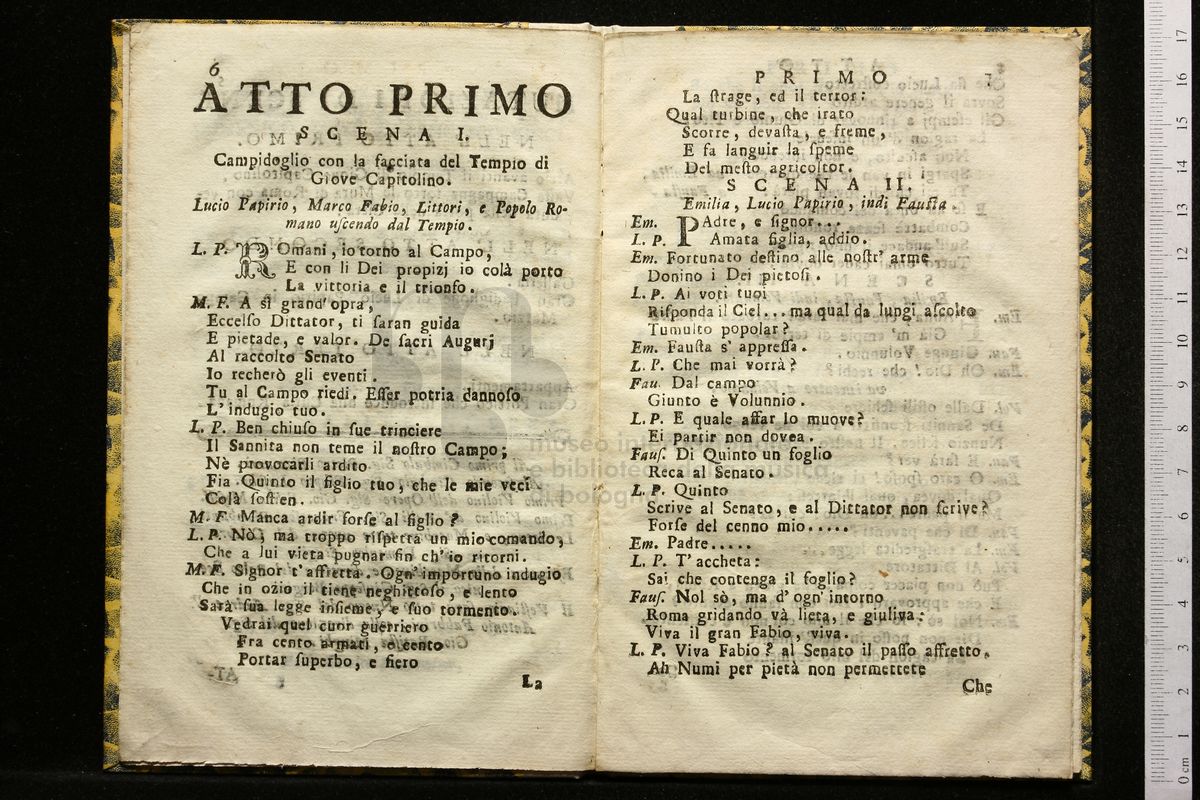 6
ATTO PRIMO
SCENA I.
Campidoglio con la facciata del Tempio di
Giove Capitolino.
Lucio Papirio, Marco Fabio, Littori, e Popolo Ro-
mano uſcendo dal Tempio.
L. P. ROmani, io torno al Campo,
E con li Dei propizj io colà porto
La vittoria e il trionfo.
M. F. A sì grand' opra,
Eccelſo Dittator, ti ſaran guida
E pietade, e valor. De ſacri Augurj
Al raccolto Senato
Io recherò gli eventi.
Tu al Campo riedi. Eſſer potria dannoſo
L' indugio tuo.
L. P. Ben chiuſo in ſue trinciere
Il Sannita non teme il noſtro Campo;
Nè provocarli ardito
Fia Quinto il figlio tuo, che le mie veci
Colà ſoſtien.
M. F. Manca ardir forſe al figlio?
L. P. Nò, ma troppo riſpetta un mio comando,
Che a lui vieta pugnar fin ch' io ritorni.
M. F. Signor t' affretta. Ogn' importuno indugio
Che in ozio il tiene neghittoſo, e lento
Sarà ſua legge inſieme, e ſuo tormento.
Vedrai quel cuor guerriero
Fra cento armati, e cento
Portar ſuperbo, e fiero
La
PRIMO
7
La ſtrage, ed il terror:
Qual turbine, che irato
Scorre, devaſta, e freme,
E fa languir la ſpeme
Del meſto agricoltor.
SCENA II.
Emilia, Lucio Papirio, indi Fauſta.
Em. PAdre, e ſignor...
L. P. Amata figlia, addio.
Em. Fortunato deſtino alle noſtr' arme
Donino i Dei pietoſi.
L. P. Ai voti tuoi
Riſponda il Ciel... ma qual da lungi aſcolto
Tumulto popolar?
Em. Fauſta s' appreſſa.
L. P. Che mai vorrà?
Fau. Dal campo
Giunto è Volunnio.
L. P. E quale affar lo muove?
Ei partir non dovea.
Fauſ. Di Quinto un foglio
Reca al Senato.
L. P. Quinto
Scrive al Senato, e al Dittator non ſcrive?
Forſe del cenno mio.....
Em. Padre.....
L. P. T' accheta:
Sai che contenga il foglio?
Fauſ. Nol sò, ma d' ogn' intorno
Roma gridando và lieta, e giuliva:
Viva il gran Fabio, viva.
L. P. Viva Fabio? al Senato il paſſo affretto.
Ah Numi per pietà non permettete
Che